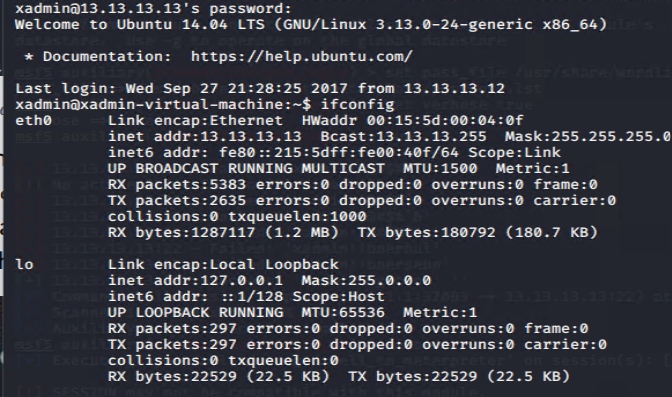 xadmin@13.13.13.13's password:
Welcome to Ubuntu 14.04 LTS (GNU/Linux 3.13.0-24-generic x86_64)
* Documentation:  https://help.ubuntu.com/
Last login: Wed Sep 27 21:28:25 2017 from 13.13.13.12
xadmin@xadmin-virtual-machine:~$ ifconfig
eth0      Link encap:Ethernet  HWaddr 00:15:5d:00:04:0f
inet addr:13.13.13.13  Bcast:13.13.13.255  Mask:255.255.255.0
inet6 addr: fe80::215:5dff:fe00:40f/64 Scope:Link
UP BROADCAST RUNNING MULTICAST  MTU:1500  Metric:1
RX packets:5383 errors:0 dropped:0 overruns:0 frame:0
TX packets:2635 errors:0 dropped:0 overruns:0 carrier:0
collisions:0 txqueuelen:1000
RX bytes:1287117 (1.2 MB)  TX bytes:180792 (180.7 KB)
lo        Link encap:Local Loopback
inet addr:127.0.0.1  Mask:255.0.0.0
inet6 addr: ::1/128 Scope:Host
UP LOOPBACK RUNNING  MTU:65536  Metric:1
RX packets:297 errors:0 dropped:0 overruns:0 frame:0
TX packets:297 errors:0 dropped:0 overruns:0 carrier:0
collisions:0 txqueuelen:0
RX bytes:22529 (22.5 KB)  TX bytes:22529 (22.5 KB)